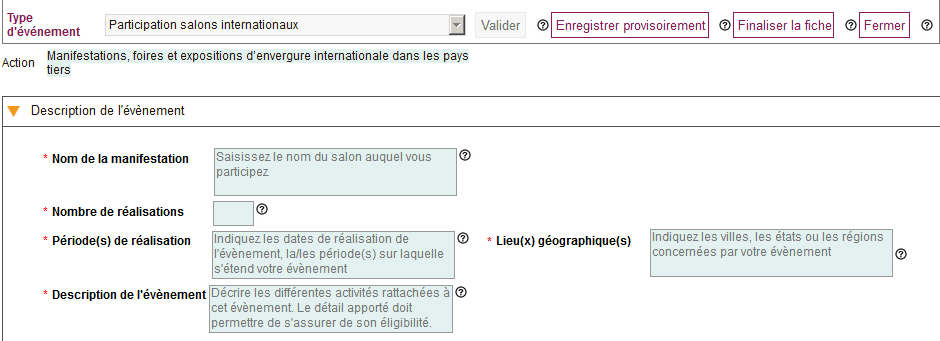 Type d'événement Participation salons internationaux Valider Enregistrer provisoirement Finaliser la fiche Fermer
Action Manifestations, foires et expositions d'envergure internationale dans les pays
tiers
Description de l'évènement
* Nom de la manifestation Saisissez le nom du salon auquel vous
participez
* Nombre de réalisations
* Période(s) de réalisation Indiquez les dates de réalisation de
l'évènement, la/les période(s) sur laquelle
s'étend votre évènement
* Lieu(x) géographique(s) Indiquez les villes, les états ou les régions
concernées par votre évènement
* Description de l'évènement Décrire les différentes activités rattachées à
cet évènement. Le détail apporté doit
permettre de s'assurer de son éligibilité.